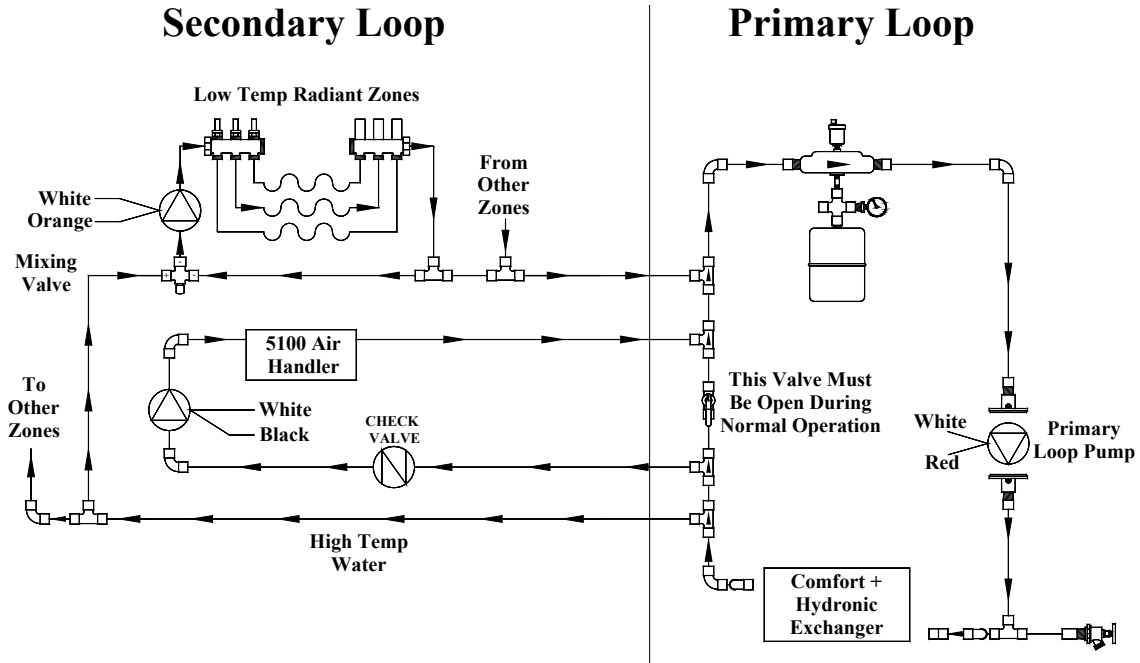 Secondary Loop
Primary Loop
Low Temp Radiant Zones
From
Other
Zones
White
Orange
Mixing
Valve
5100 Air
Handler
To
Other
Zones
White
Black
CHECK
VALVE
This Valve Must
Be Open During
Normal Operation
White
Red
Primary
Loop Pump
High Temp
Water
Comfort +
Hydronic
Exchanger